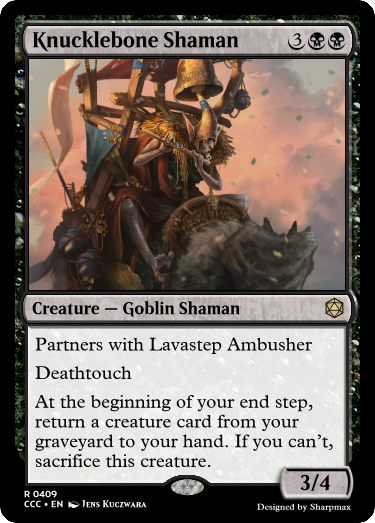 Knucklebone Shaman 3
Creature — Goblin Shaman
Partners with Lavastep Ambusher
Deathtouch
At the beginning of your end step,
return a creature card from your
graveyard to your hand. If you can't,
sacrifice this creature.
3/4
R 0409
CCC • EN Jens Kuczwara
Designed by Sharpmax